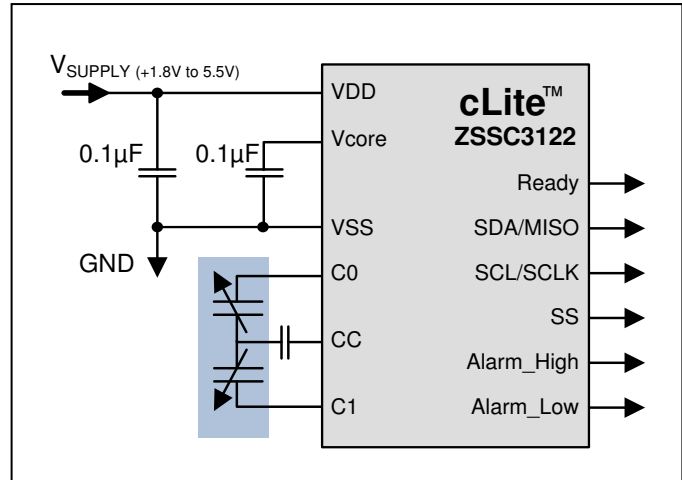 VSUPPLY (+1.8V to 5.5V)
0.1µF
0.1µF
GND
VDD
Vcore
VSS
C0
CC
C1
cLite™
ZSSC3122
Ready
SDA/MISO
SCL/SCLK
SS
Alarm_High
Alarm_Low